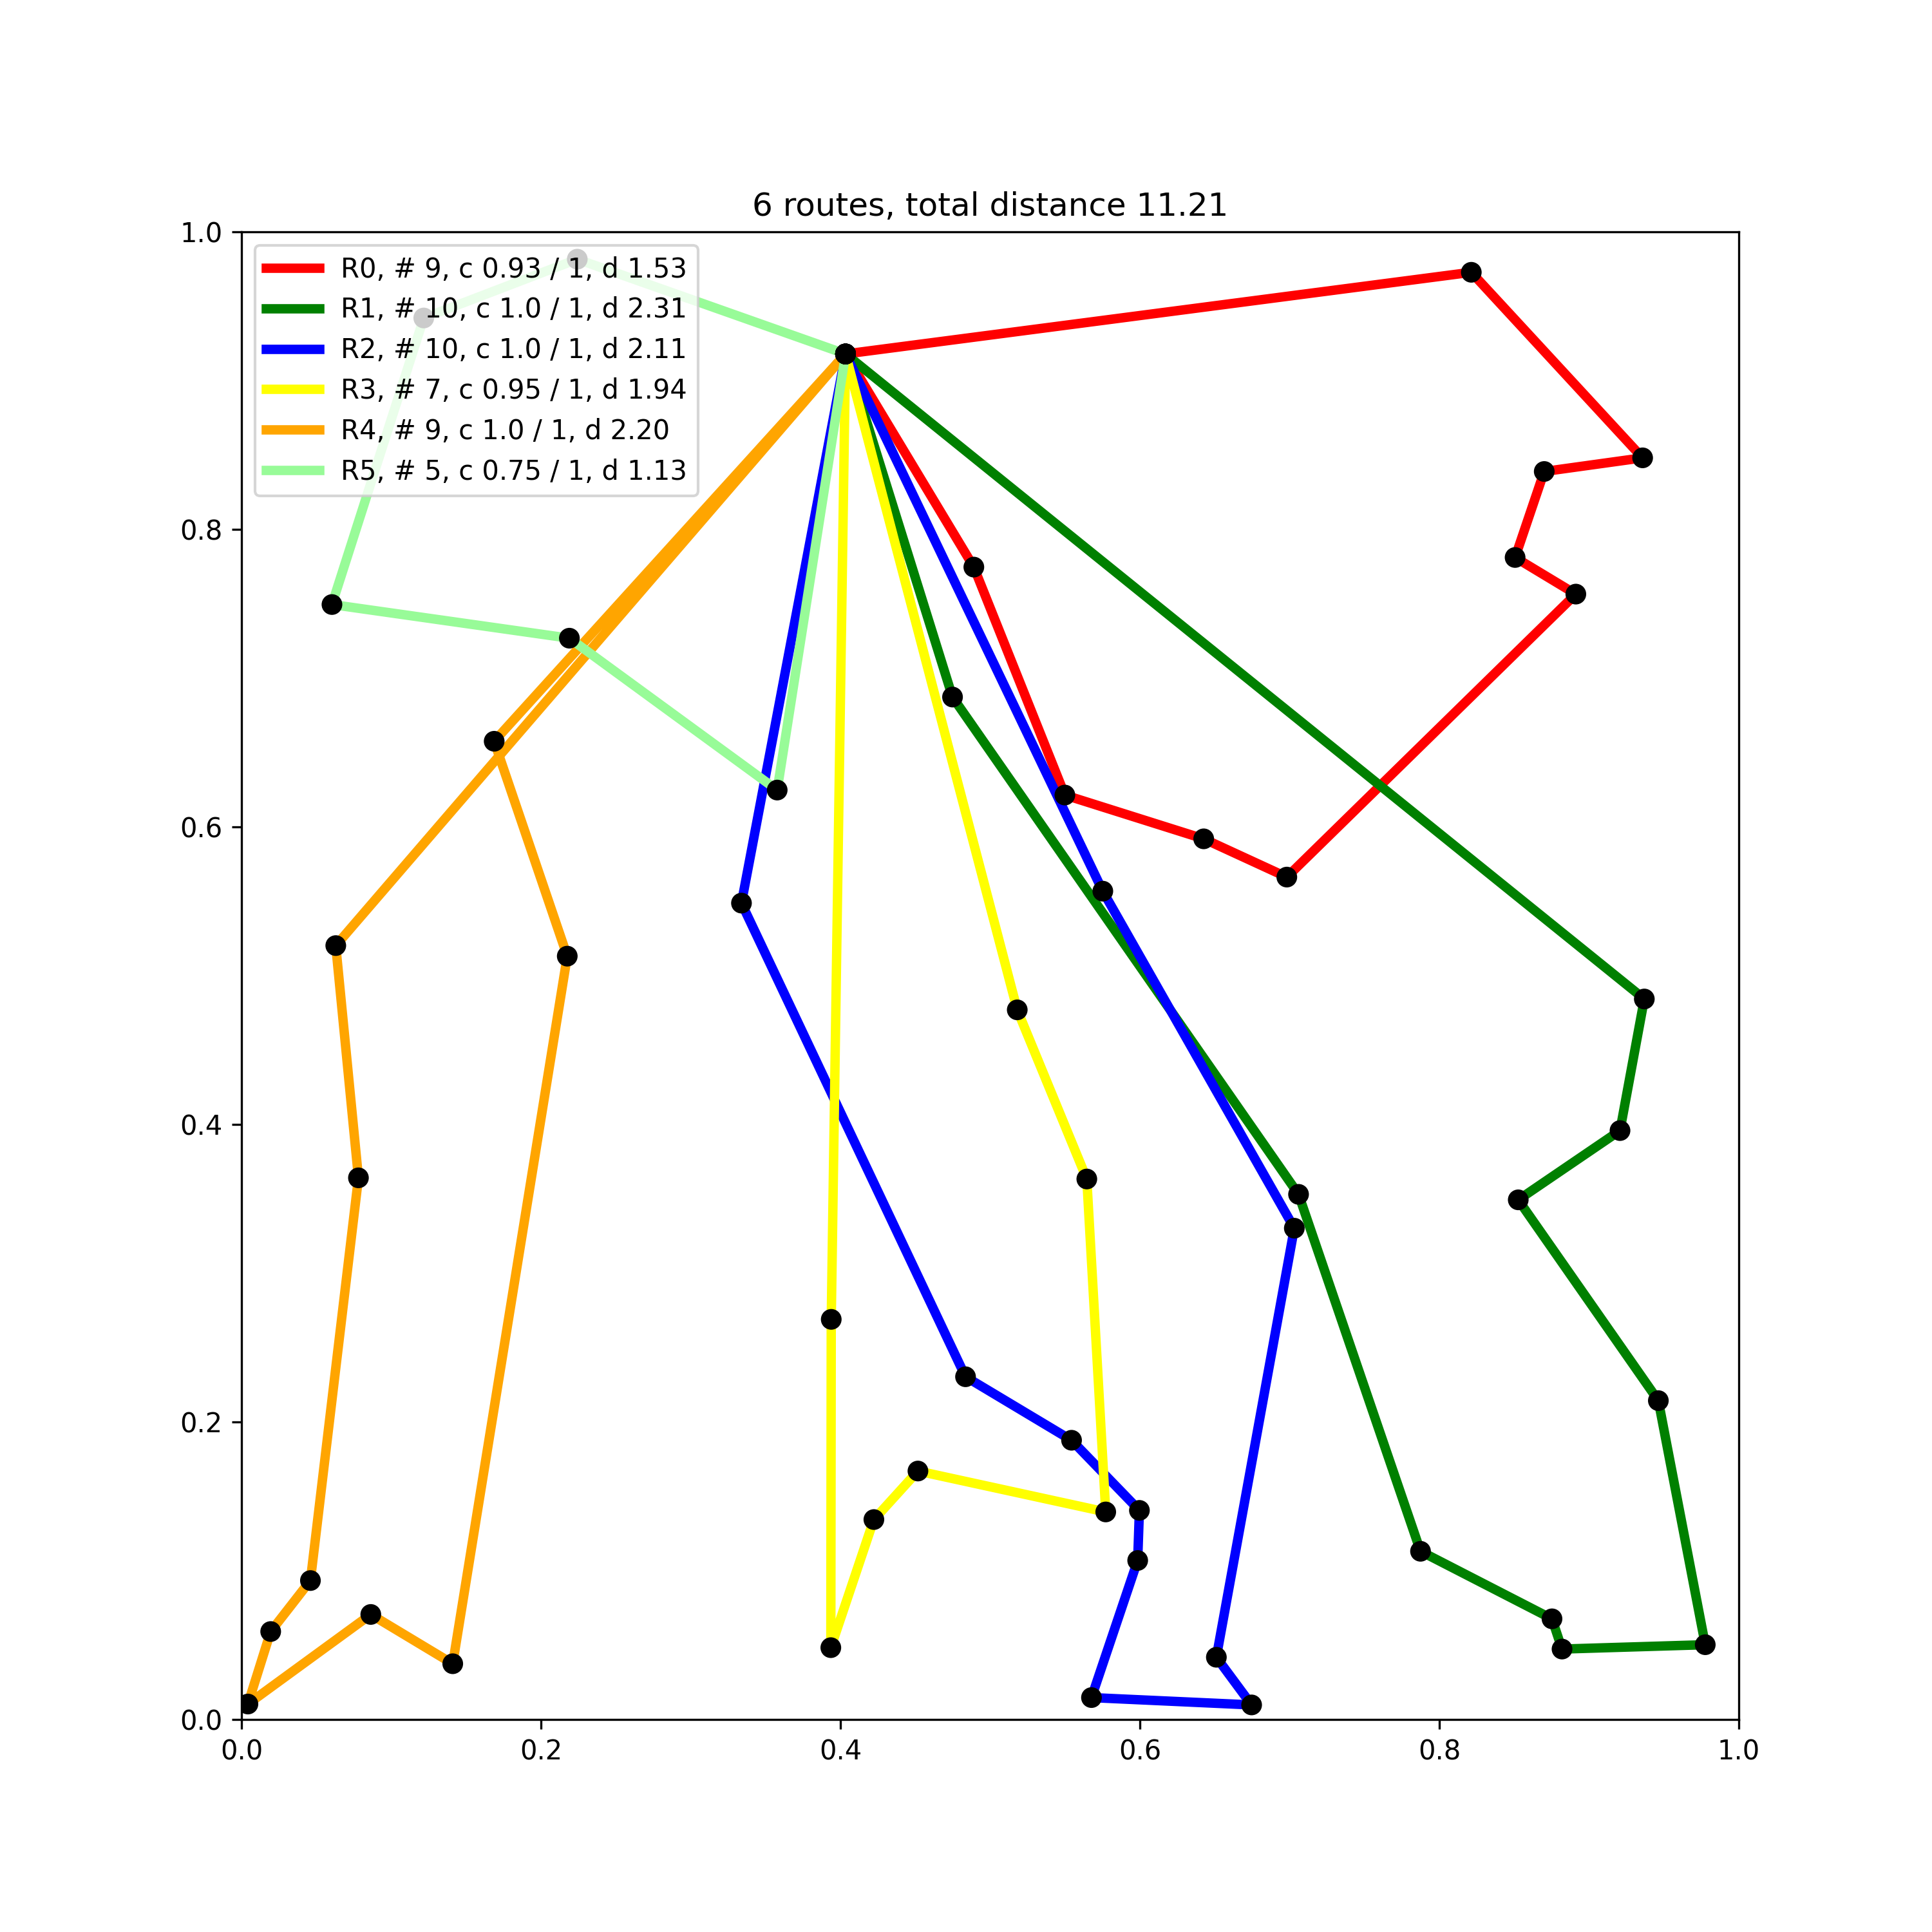 6 routes, total distance 11.21
1.0
R0, # 9, c 0.93 / 1, d 1.53
R1, # 10, c 1.0 / 1, d 2.31
R2, # 10, c 1.0 / 1, d 2.11
R3, # 7, c 0.95 / 1, d 1.94
R4, # 9, c 1.0 / 1, d 2.20
R5, # 5, c 0.75 / 1, d 1.13
0.8
0.6
0.4
0.2
0.0
0.0 0.2 0.4 0.6 0.8 1.0